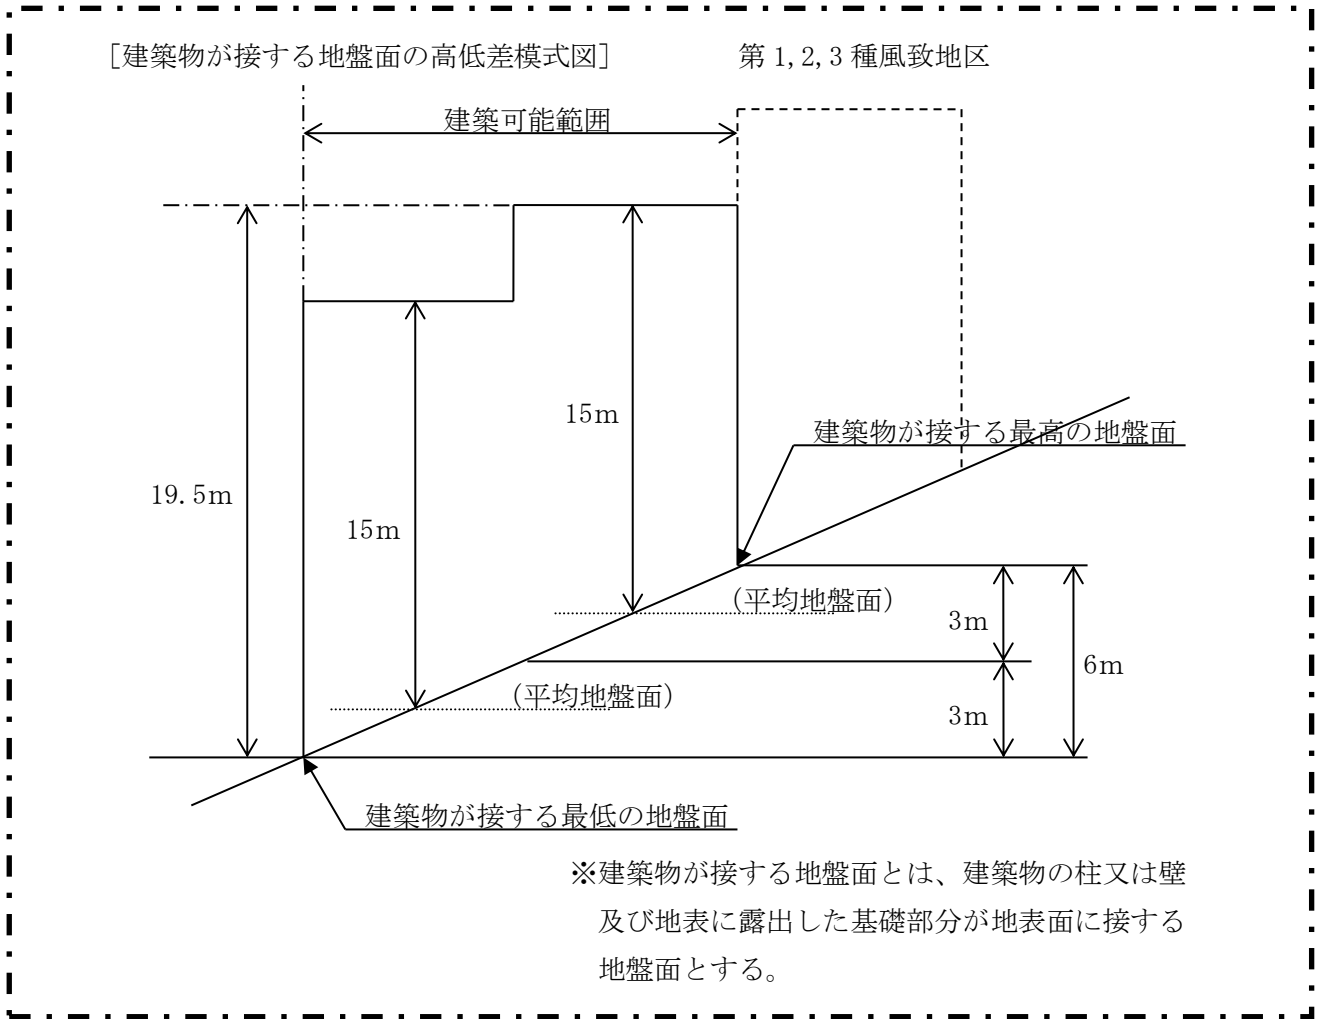 ［建築物が接する地盤面の高低差模式図］　第 1,2,3 種風致地区
建築可能範囲
15m
建築物が接する最高の地盤面
19.5m
15m
（平均地盤面）
3m
6m
（平均地盤面）
3m
建築物が接する最低の地盤面
※建築物が接する地盤面とは、建築物の柱又は壁
及び地表に露出した基礎部分が地表面に接する
地盤面とする。